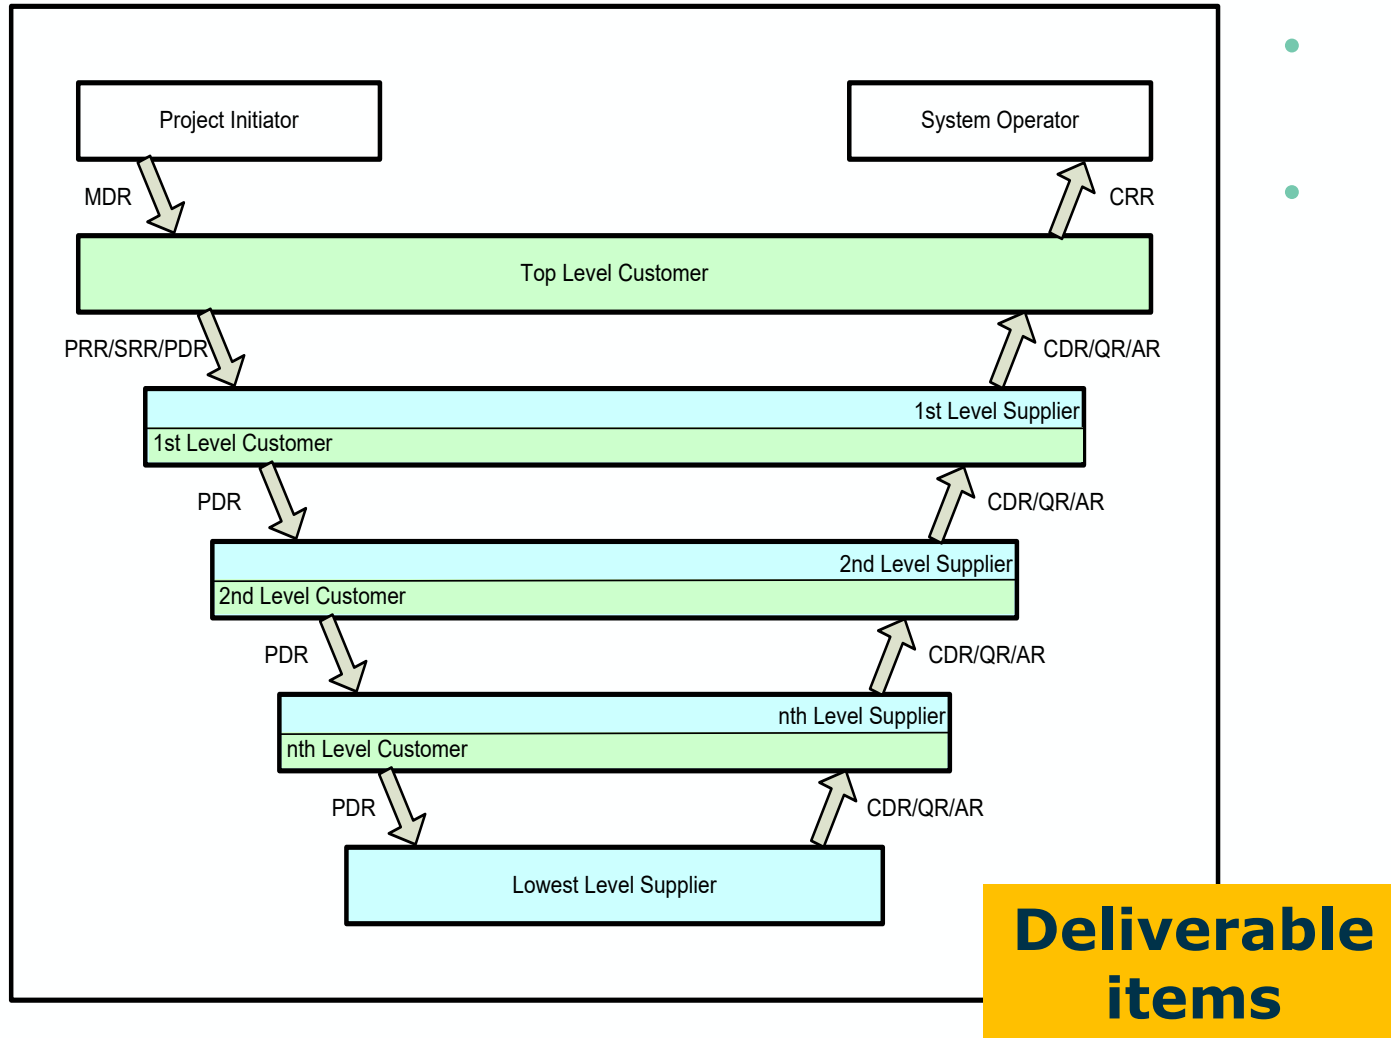 Project Initiator
System Operator
MDR
CRR
Top Level Customer
PRR/SRR/PDR
CDR/QR/AR
1st Level Supplier
1st Level Customer
PDR
CDR/QR/AR
2nd Level Supplier
2nd Level Customer
PDR
CDR/QR/AR
nth Level Supplier
nth Level Customer
PDR
CDR/QR/AR
Lowest Level Supplier
Deliverable
items